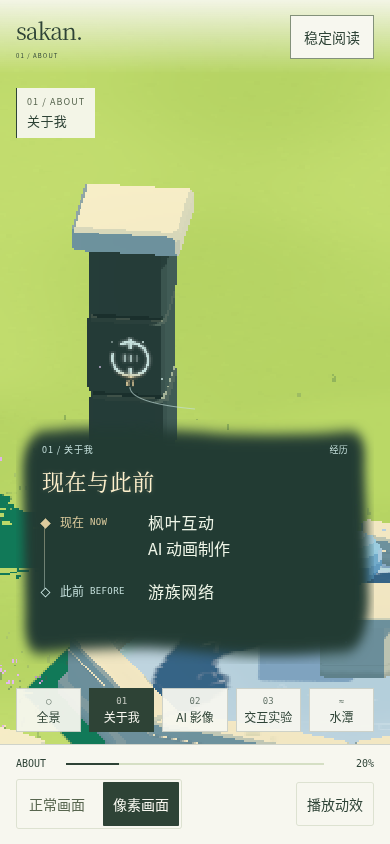 sakan.
01 / ABOUT
稳定阅读
01 / ABOUT
关于我
01 / 关于我
经历
现在与此前
现在 NOW
枫叶互动
AI 动画制作
此前 BEFORE
游族网络
全景
01
关于我
02
AI 影像
03
交互实验
≈
水潭
ABOUT
20%
正常画面
像素画面
播放动效